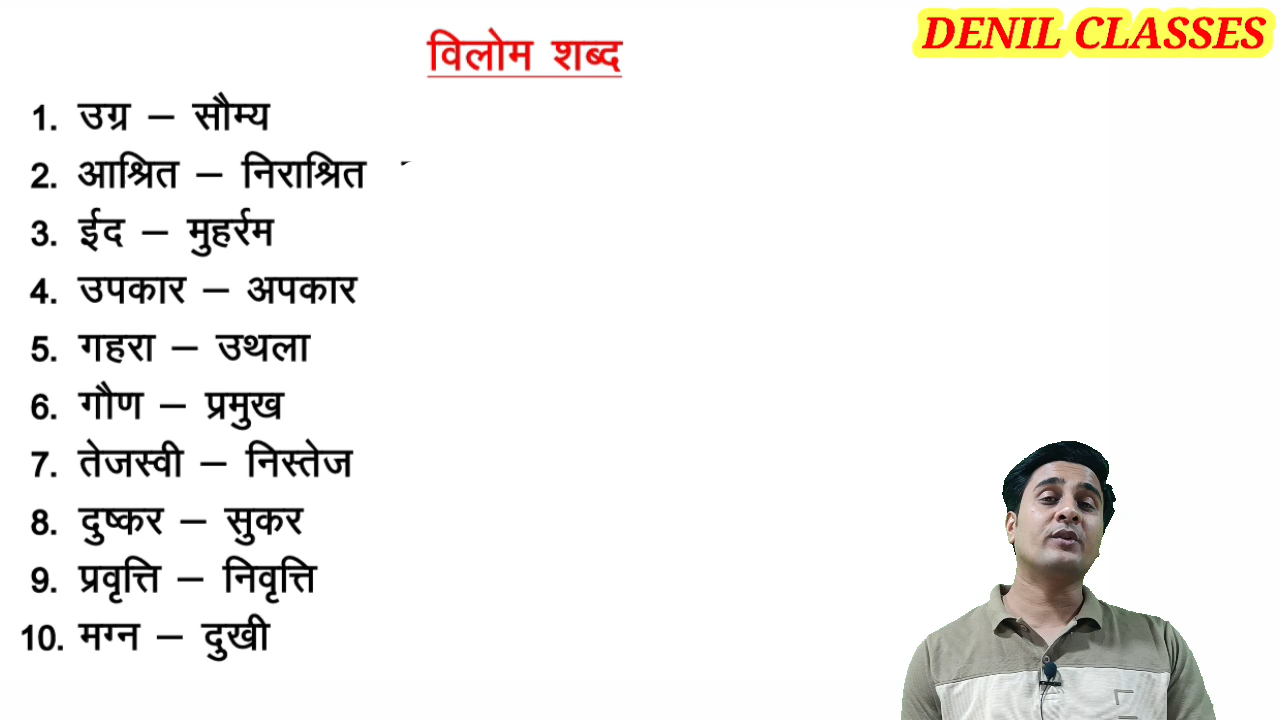 DENIL CLASSES
विलोम शब्द
1. उग्र – सौम्य
2. आश्रित – निराश्रित
3. ईद – मुहर्रम
4. उपकार – अपकार
5. गहरा – उथला
6. गौण – प्रमुख
7. तेजस्वी – निस्तेज
8. दुष्कर – सुकर
9. प्रवृत्ति – निवृत्ति
10. मग्न – दुखी